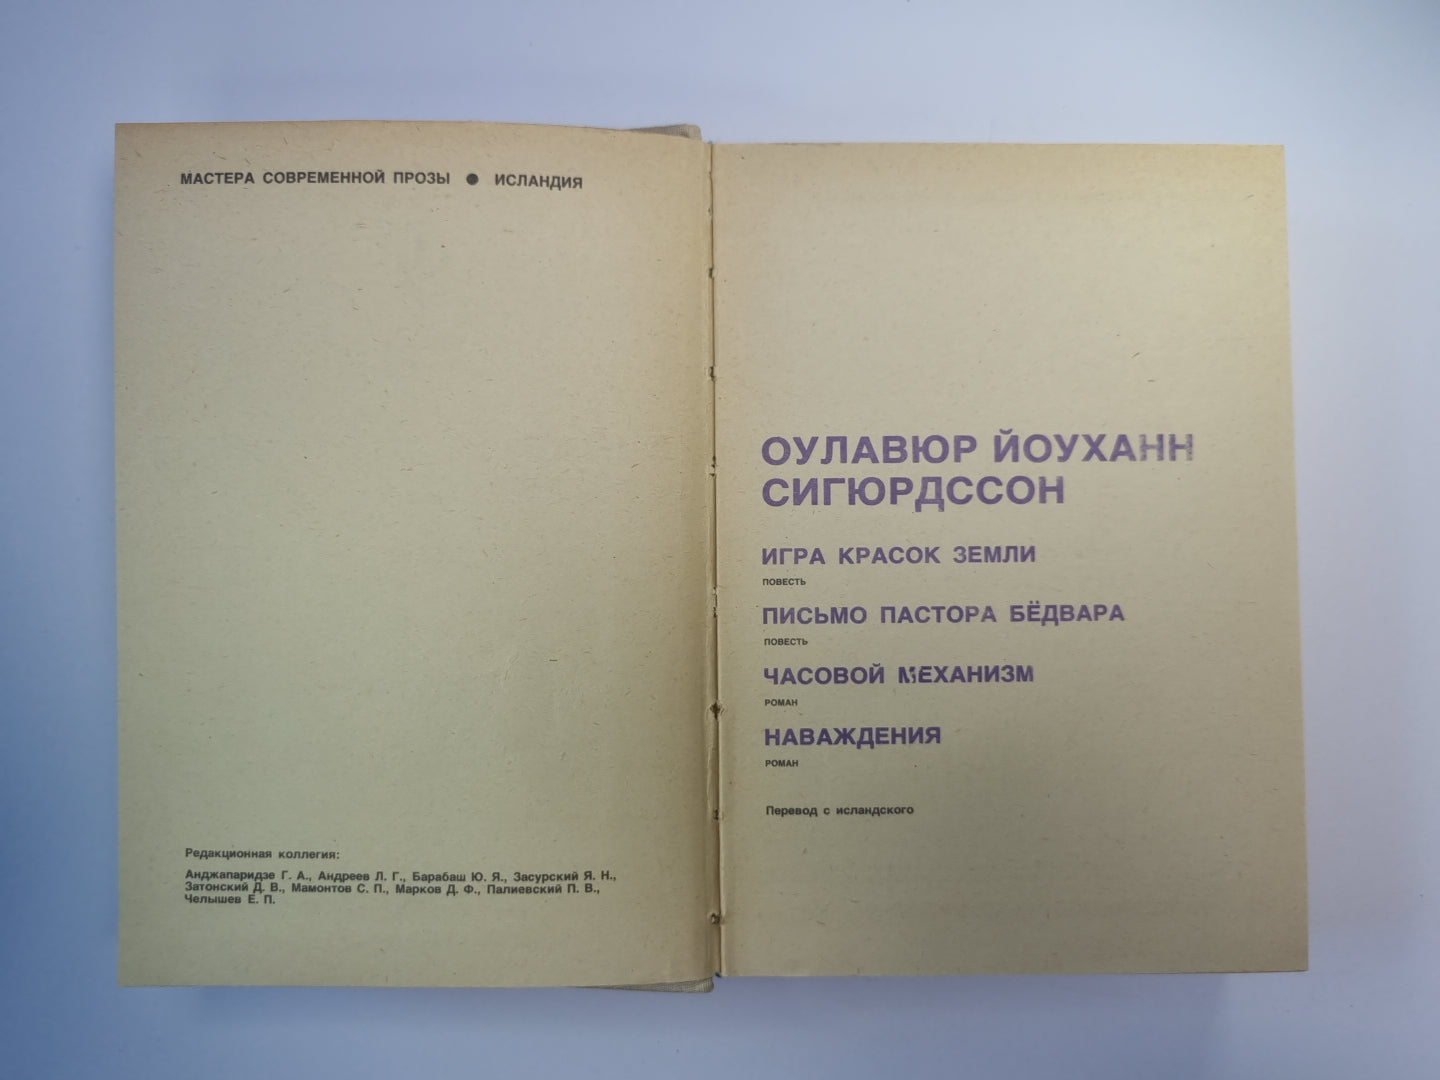 МАСТЕРА СОВРЕМЕННОЙ ПРОЗЫ ● ИСЛАНДИЯ
Редакционная коллегия:
Анджапаридзе Г. А., Андреев Л. Г., Барабаш Ю. Я., Засурский Я. Н.,
Затонский Д. В., Мамонтов С. П., Марков Д. Ф., Палиевский П. В.,
Челышев Е. П.
ОУЛАВЮР ЙОУХАНН
СИГЮРДССОН
ИГРА КРАСОК ЗЕМЛИ
ПОВЕСТЬ
ПИСЬМО ПАСТОРА БЁДВАРА
ПОВЕСТЬ
ЧАСОВОЙ МЕХАНИЗМ
РОМАН
НАВАЖДЕНИЯ
РОМАН
Перевод с исландского